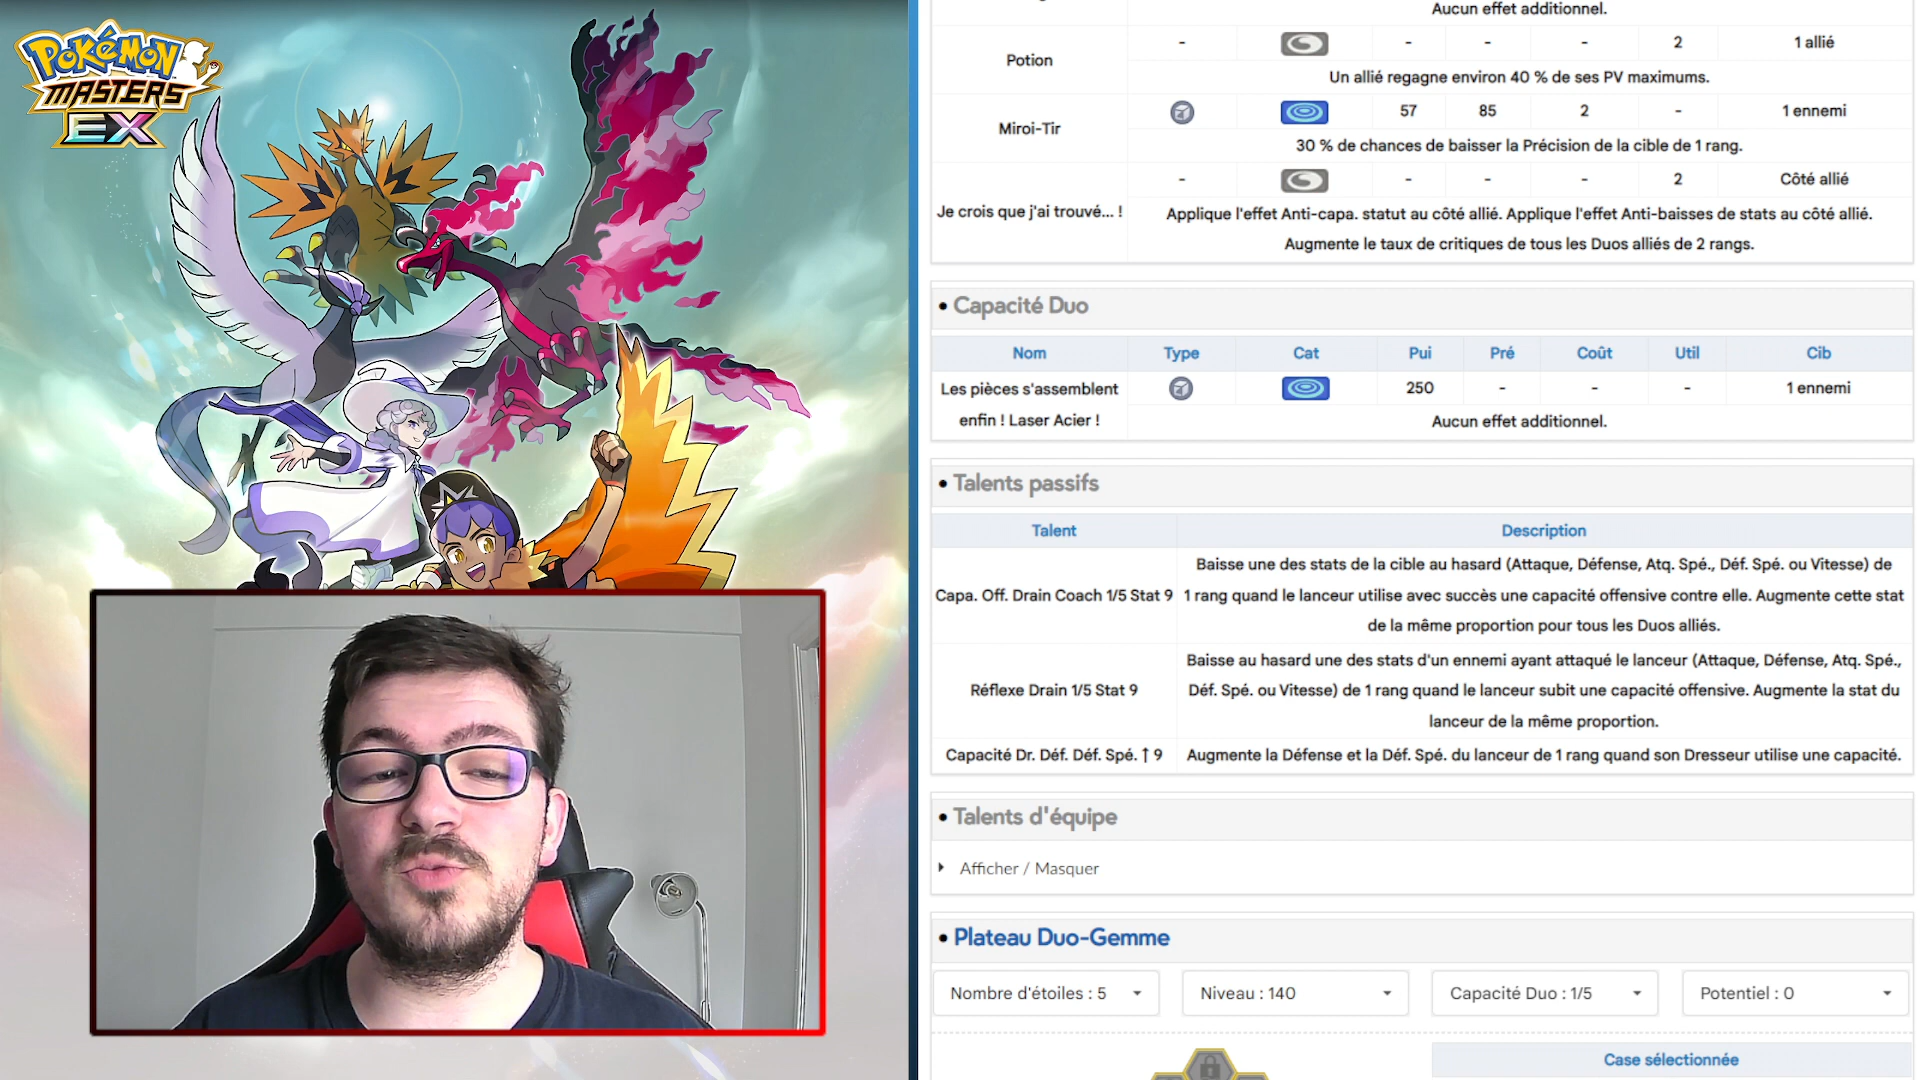 POKéMON
MASTERS
EX
Aucun effet additionnel.
Potion
- - - - 2 1 allié
Un allié regagne environ 40 % de ses PV maximums.
Miroi-Tir
57 85 2 - 1 ennemi
30 % de chances de baisser la Précision de la cible de 1 rang.
Je crois que j'ai trouvé... !
- - - - 2 Côté allié
Applique l'effet Anti-capa. statut au côté allié. Applique l'effet Anti-baisses de stats au côté allié.
Augmente le taux de critiques de tous les Duos alliés de 2 rangs.
• Capacité Duo
Nom Type Cat Pui Pré Coût Util Cib
Les pièces s'assemblent
enfin ! Laser Acier !
250 - - - 1 ennemi
Aucun effet additionnel.
• Talents passifs
Talent Description
Capa. Off. Drain Coach 1/5 Stat 9
Baisse une des stats de la cible au hasard (Attaque, Défense, Atq. Spé., Déf. Spé. ou Vitesse) de
1 rang quand le lanceur utilise avec succès une capacité offensive contre elle. Augmente cette stat
de la même proportion pour tous les Duos alliés.
Réflexe Drain 1/5 Stat 9
Baisse au hasard une des stats d'un ennemi ayant attaqué le lanceur (Attaque, Défense, Atq. Spé.,
Déf. Spé. ou Vitesse) de 1 rang quand le lanceur subit une capacité offensive. Augmente la stat du
lanceur de la même proportion.
Capacité Dr. Déf. Déf. Spé. ↑ 9
Augmente la Défense et la Déf. Spé. du lanceur de 1 rang quand son Dresseur utilise une capacité.
• Talents d'équipe
Afficher / Masquer
• Plateau Duo-Gemme
Nombre d'étoiles : 5
Niveau : 140
Capacité Duo : 1/5
Potentiel : 0
Case sélectionnée